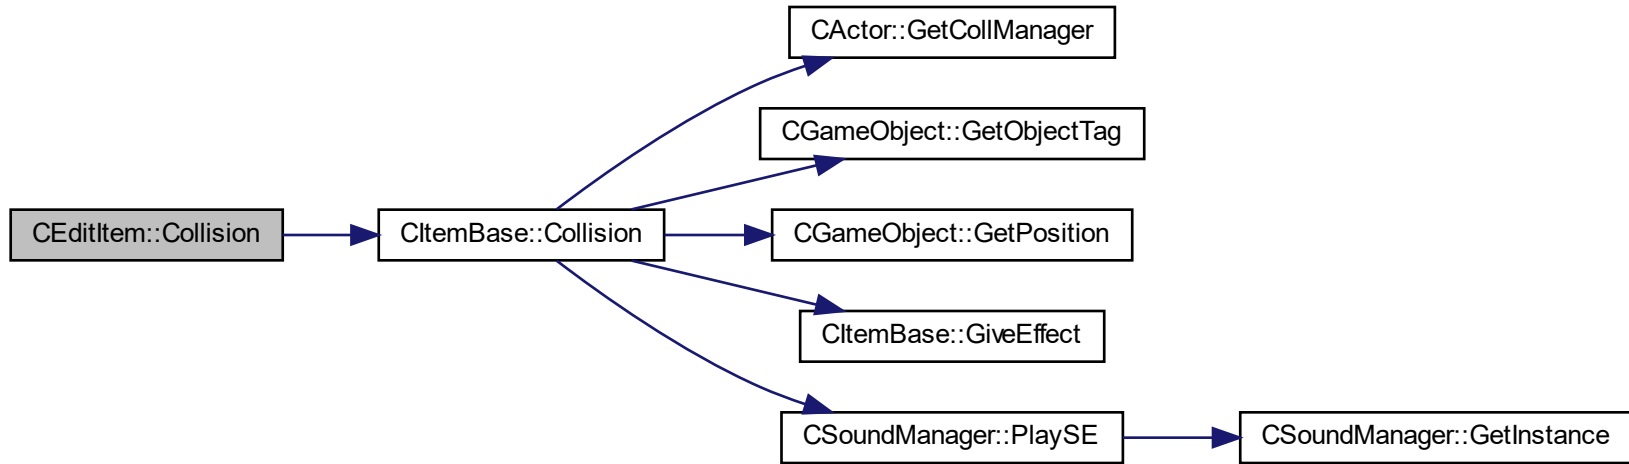 CActor::GetCollManager
CGameObject::GetObjectTag
CEditItem::Collision
CItemBase::Collision
CGameObject::GetPosition
CItemBase::GiveEffect
CSoundManager::PlaySE
CSoundManager::GetInstance